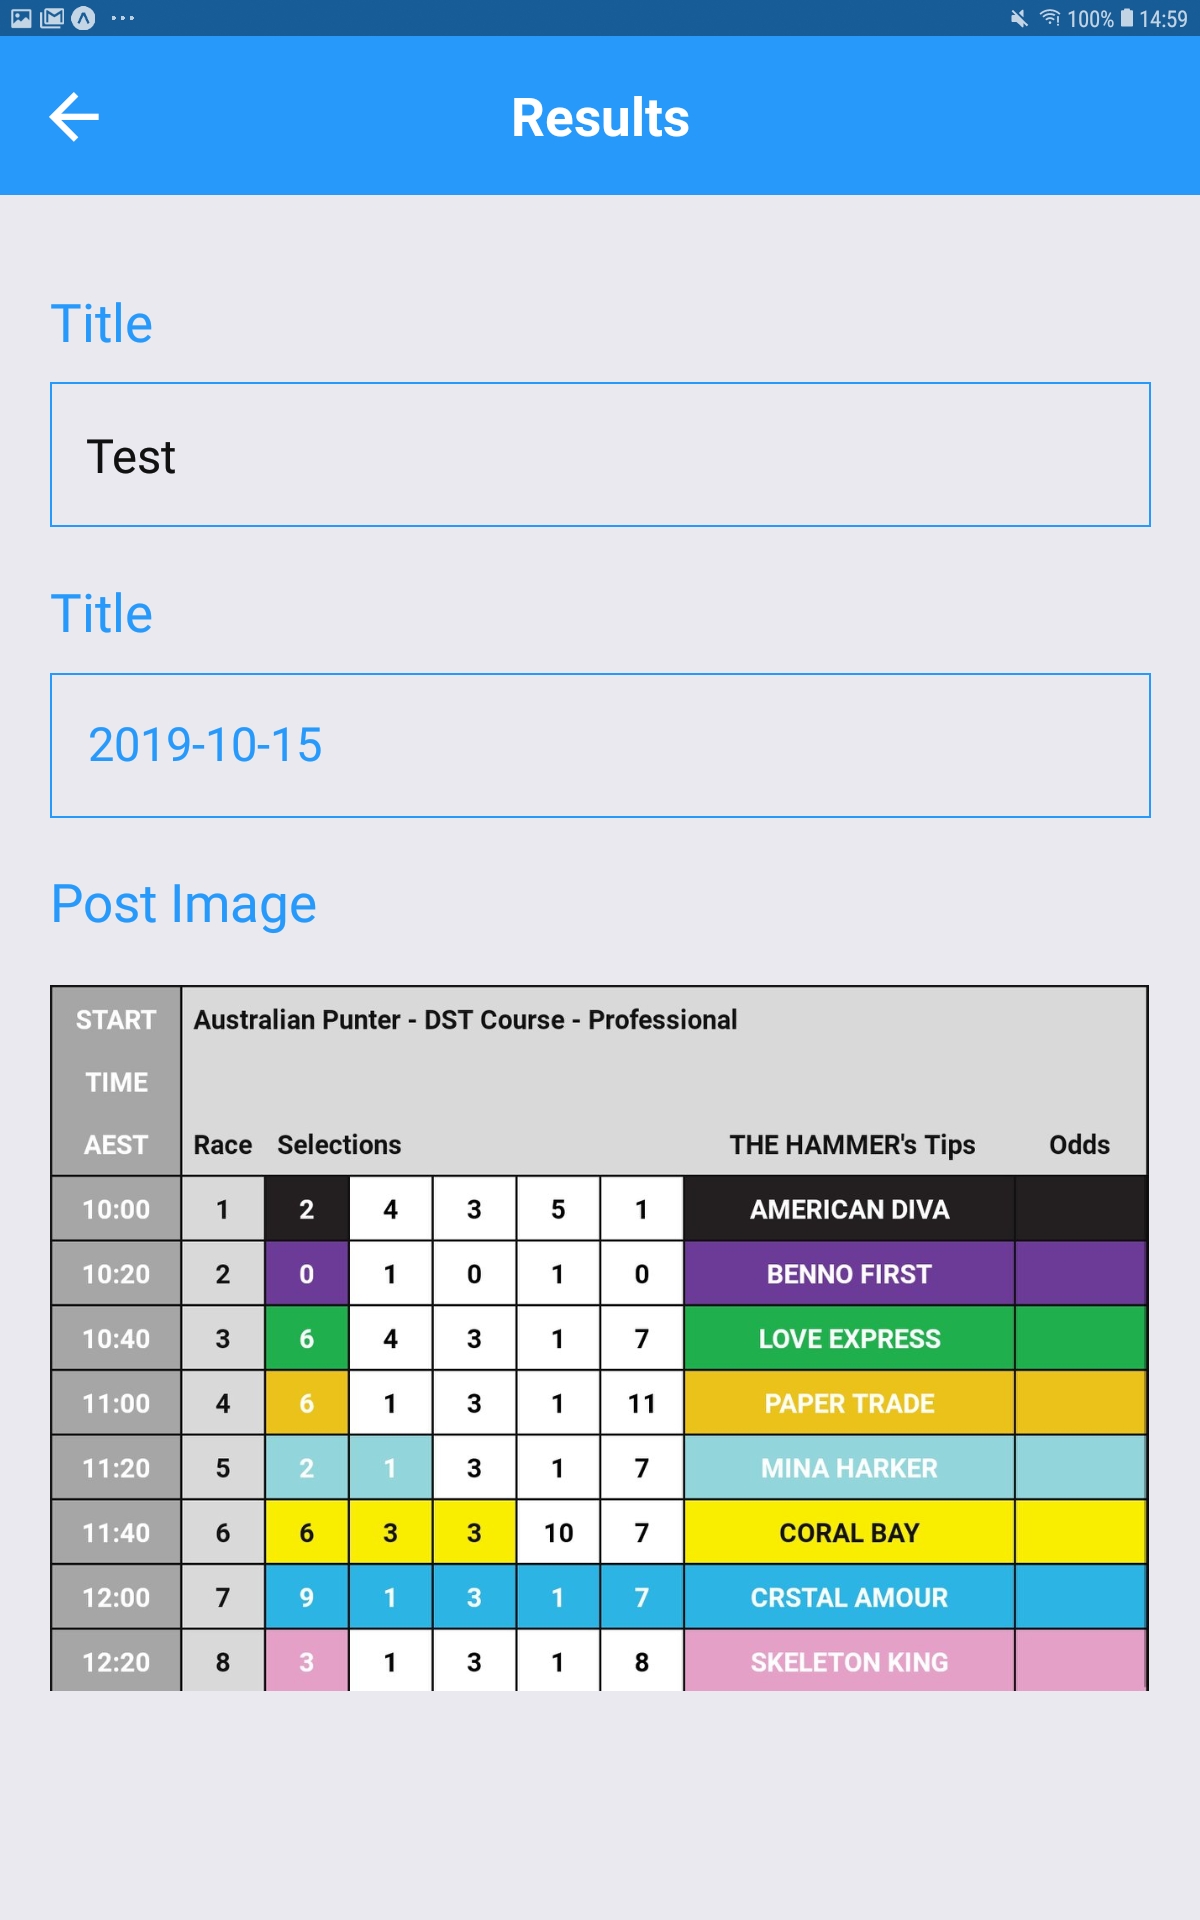 100% 14:59
Results
Title
Test
Title
2019-10-15
Post Image
START Australian Punter - DST Course - Professional
TIME
AEST Race Selections THE HAMMER's Tips Odds
10:00 1 2 4 3 5 1 AMERICAN DIVA
10:20 2 0 1 0 1 0 BENNO FIRST
10:40 3 6 4 3 1 7 LOVE EXPRESS
11:00 4 6 1 3 1 11 PAPER TRADE
11:20 5 2 1 3 1 7 MINA HARKER
11:40 6 6 3 3 10 7 CORAL BAY
12:00 7 9 1 3 1 7 CRSTAL AMOUR
12:20 8 3 1 3 1 8 SKELETON KING